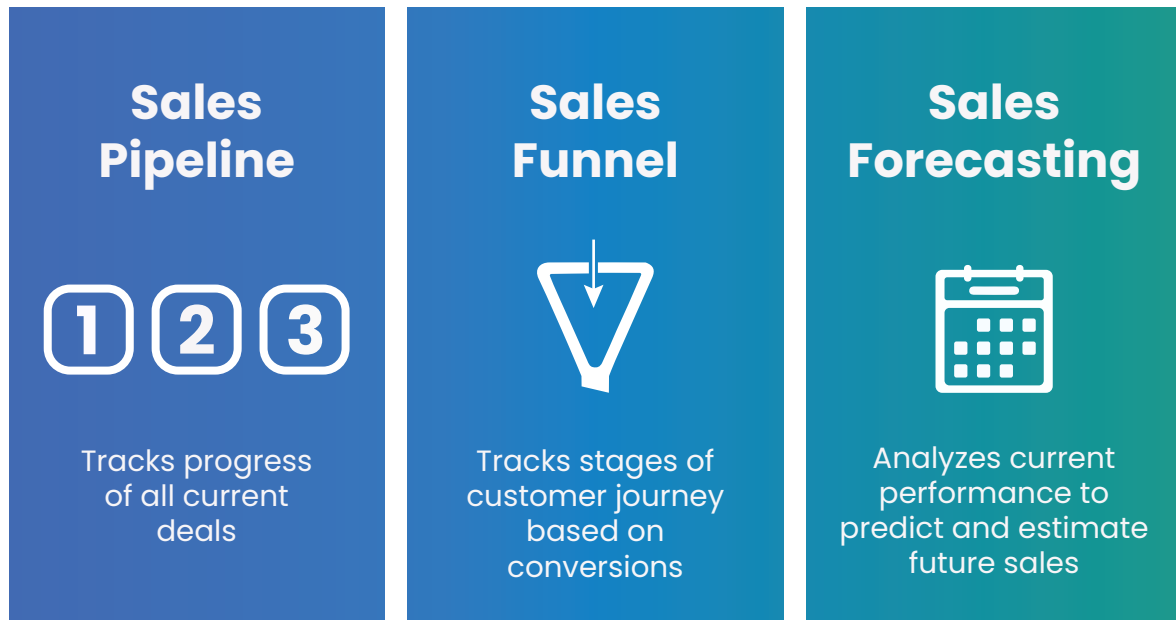 Sales
Pipeline
1 2 3
Tracks progress
of all current
deals
Sales
Funnel
Tracks stages of
customer journey
based on
conversions
Sales
Forecasting
Analyzes current
performance to
predict and estimate
future sales